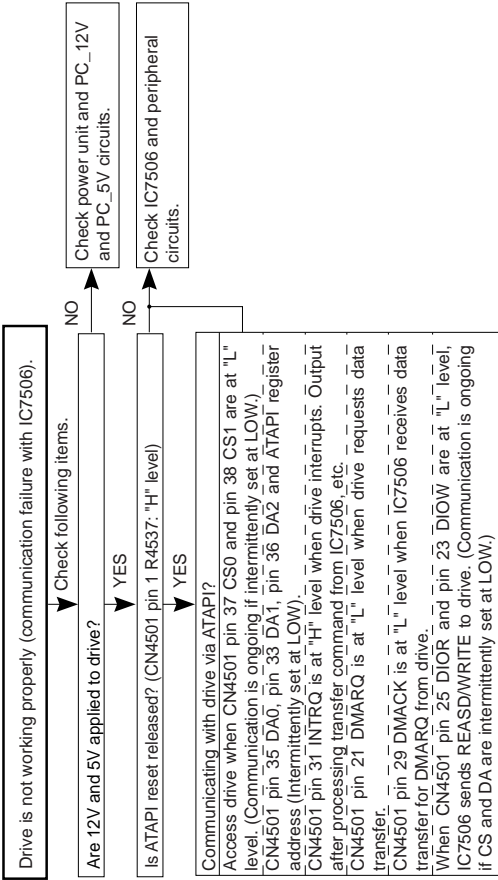 Drive is not working properly (communication failure with IC7506).
Check following items.
Are 12V and 5V applied to drive?
NO
Check power unit and PC_12V
and PC_5V circuits.
YES
Is ATAPI reset released? (CN4501 pin 1 R4537: "H" level)
NO
Check IC7506 and peripheral
circuits.
YES
Communicating with drive via ATAPI?
Access drive when CN4501 pin 37 CS0 and pin 38 CS1 are at "L"
level. (Communication is ongoing if intermittently set at LOW.)
CN4501 pin 35 DA0, pin 33 DA1, pin 36 DA2 and ATAPI register
address (Intermittently set at LOW).
CN4501 pin 31 INTRQ is at "H" level when drive interrupts. Output
after processing transfer command from IC7506, etc.
CN4501 pin 21 DMARQ is at "L" level when drive requests data
transfer.
CN4501 pin 29 DMACK is at "L" level when IC7506 receives data
transfer for DMARQ from drive.
When CN4501 pin 25 DIOR and pin 23 DIOW are at "L" level,
IC7506 sends REASD/WRITE to drive. (Communication is ongoing
if CS and DA are intermittently set at LOW.)